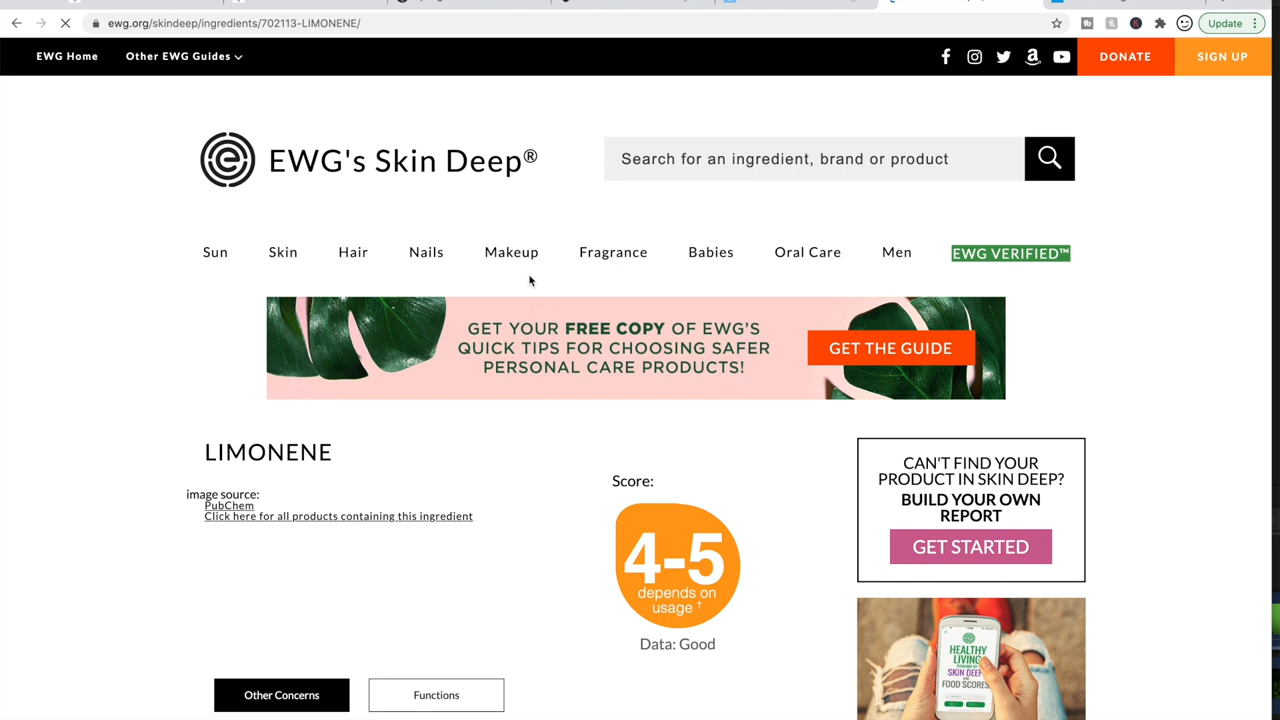 ewg.org/skindeep/ingredients/702113-LIMONENE/
Update
EWG Home
Other EWG Guides
DONATE
SIGN UP
EWG's Skin Deep®
Search for an ingredient, brand or product
Sun
Skin
Hair
Nails
Makeup
Fragrance
Babies
Oral Care
Men
EWG VERIFIED™
GET YOUR FREE COPY OF EWG'S
QUICK TIPS FOR CHOOSING SAFER
PERSONAL CARE PRODUCTS!
GET THE GUIDE
LIMONENE
image source:
PubChem
Click here for all products containing this ingredient
Score:
4-5
depends on
usage †
Data: Good
CAN'T FIND YOUR
PRODUCT IN SKIN DEEP?
BUILD YOUR OWN
REPORT
GET STARTED
HEALTHY
LIVING
POWERED BY
SKIN DEEP
AND
FOOD SCORES
Other Concerns
Functions